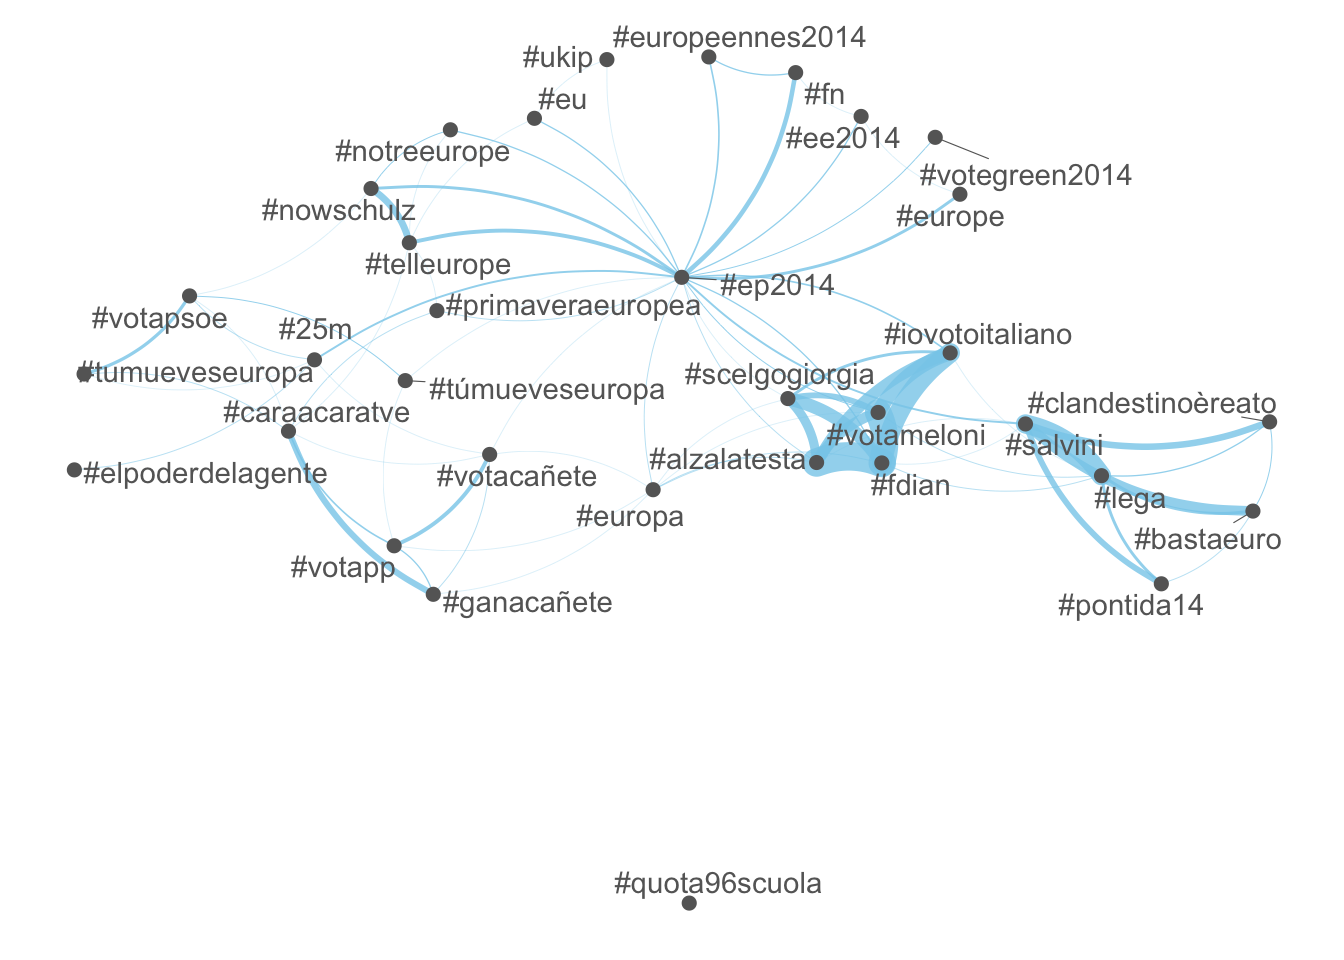 #europeennes2014
#ukip
#fn
#eu
#ee2014
#notreeurope
#votegreen2014
#nowschulz
#europe
#telleurope
#ep2014
#primaveraeuropea
#votapsoe
#25m
#iovotoitaliano
#tumueveseuropa
#scelgogiorgia
#túmueveseuropa
#clandestinoèreato
#caraacaratve
#votameloni
#salvini
#alzalatesta
#elpoderdelagente
#votacañete
#fdian
#lega
#europa
#bastaeuro
#votapp
#ganacañete
#pontida14
#quota96scuola